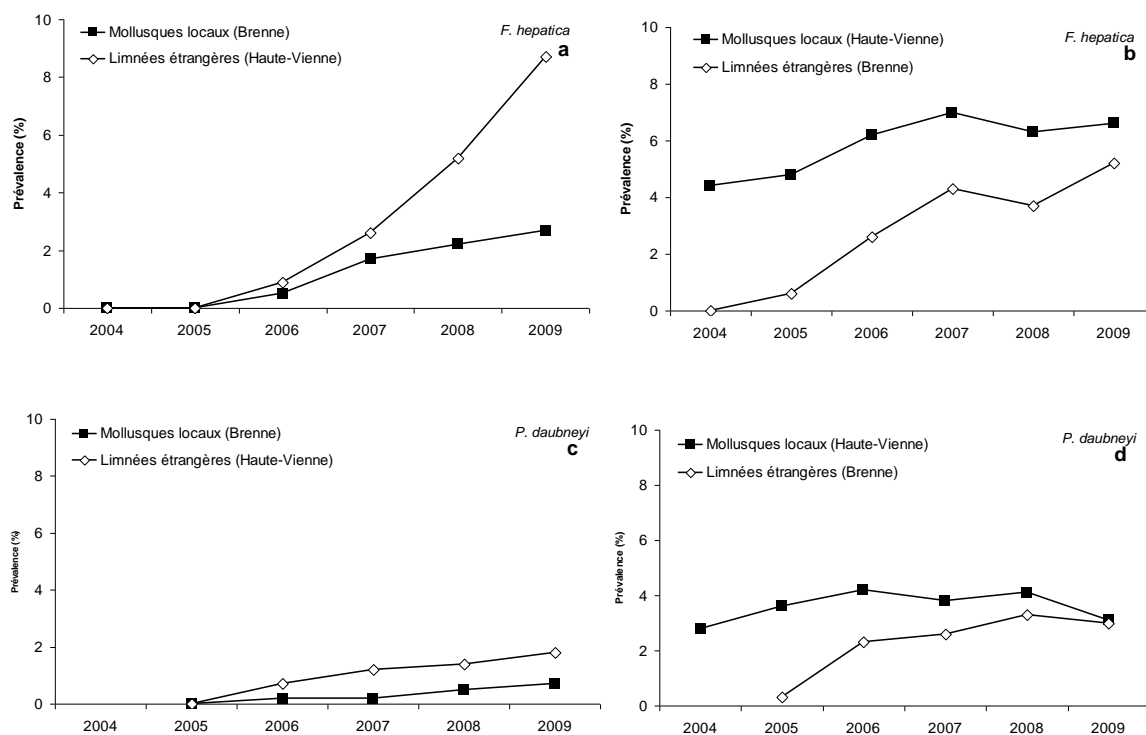 Mollusques locaux (Brenne)
Limnées étrangères (Haute-Vienne)
F. hepatica
a
Prévalence (%)
10
8
6
4
2
0
2004 2005 2006 2007 2008 2009
Mollusques locaux (Haute-Vienne)
Limnées étrangères (Brenne)
F. hepatica
b
Prévalence (%)
10
8
6
4
2
0
2004 2005 2006 2007 2008 2009
Mollusques locaux (Brenne)
Limnées étrangères (Haute-Vienne)
P. daubneyi
c
Prévalence (%)
10
8
6
4
2
0
2004 2005 2006 2007 2008 2009
Mollusques locaux (Haute-Vienne)
Limnées étrangères (Brenne)
P. daubneyi
d
Prévalence (%)
10
8
6
4
2
0
2004 2005 2006 2007 2008 2009